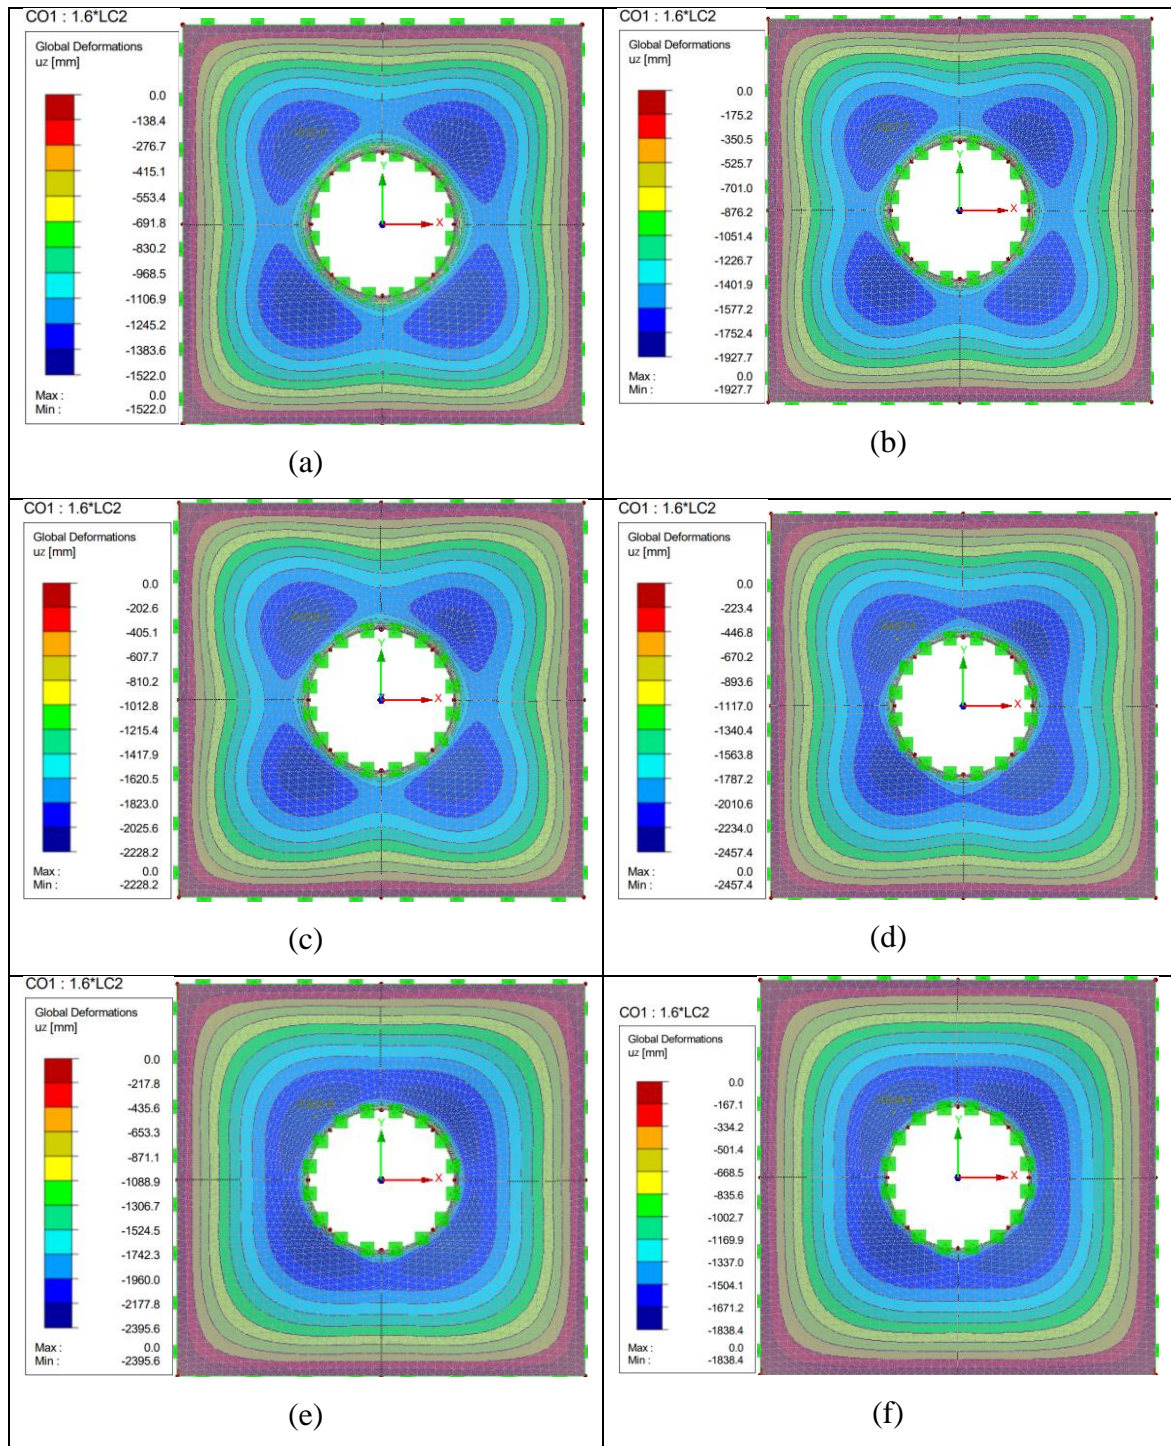 CO1 : 1.6*LC2
Global Deformations
uz [mm]
0.0
-138.4
-276.7
-415.1
-553.4
-691.8
-830.2
-968.5
-1106.9
-1245.2
-1383.6
-1522.0
Max : 0.0
Min : -1522.0
Y
X
(a)
CO1 : 1.6*LC2
Global Deformations
uz [mm]
0.0
-175.2
-350.5
-525.7
-701.0
-876.2
-1051.4
-1226.7
-1401.9
-1577.2
-1752.4
-1927.7
Max : 0.0
Min : -1927.7
Y
X
(b)
CO1 : 1.6*LC2
Global Deformations
uz [mm]
0.0
-202.6
-405.1
-607.7
-810.2
-1012.8
-1215.4
-1417.9
-1620.5
-1823.0
-2025.6
-2228.2
Max : 0.0
Min : -2228.2
Y
X
(c)
CO1 : 1.6*LC2
Global Deformations
uz [mm]
0.0
-223.4
-446.8
-670.2
-893.6
-1117.0
-1340.4
-1563.8
-1787.2
-2010.6
-2234.0
-2457.4
Max : 0.0
Min : -2457.4
Y
X
(d)
CO1 : 1.6*LC2
Global Deformations
uz [mm]
0.0
-217.8
-435.6
-653.3
-871.1
-1088.9
-1306.7
-1524.5
-1742.3
-1960.0
-2177.8
-2395.6
Max : 0.0
Min : -2395.6
Y
X
(e)
CO1 : 1.6*LC2
Global Deformations
uz [mm]
0.0
-167.1
-334.2
-501.4
-668.5
-835.6
-1002.7
-1169.9
-1337.0
-1504.1
-1671.2
-1838.4
Max : 0.0
Min : -1838.4
Y
X
(f)